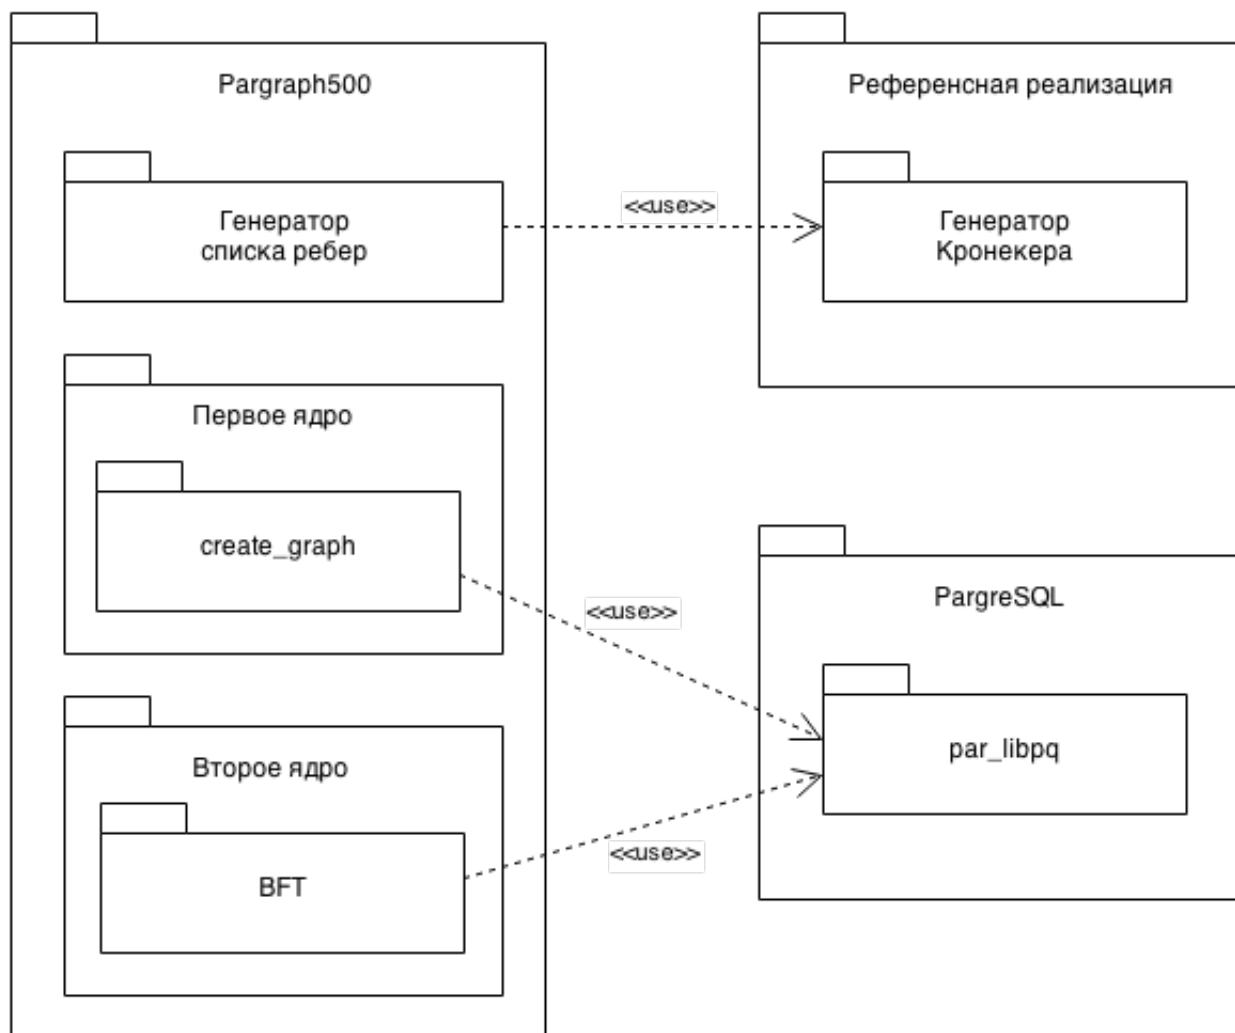 Pargraph500
Генератор
списка ребер
<<use>>
Первое ядро
create_graph
<<use>>
Второе ядро
BFT
<<use>>
Референсная реализация
Генератор
Кронекера
PargreSQL
par_libpq